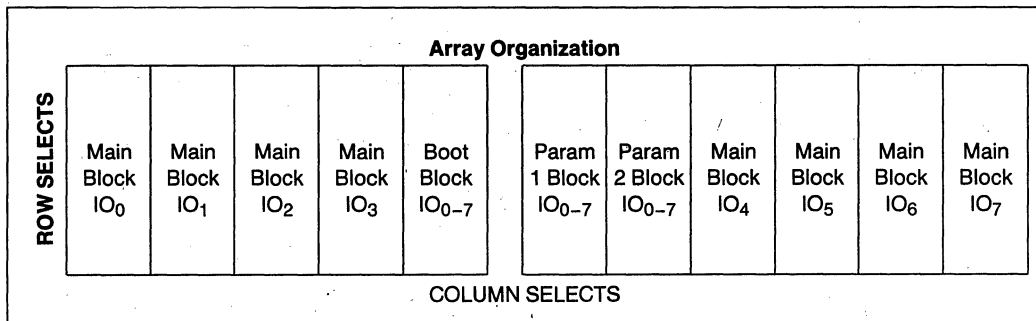 Array Organization
ROW SELECTS
Main Block IO0
Main Block IO1
Main Block IO2
Main Block IO3
Boot Block IO0–7
Param 1 Block IO0–7
Param 2 Block IO0–7
Main Block IO4
Main Block IO5
Main Block IO6
Main Block IO7
COLUMN SELECTS